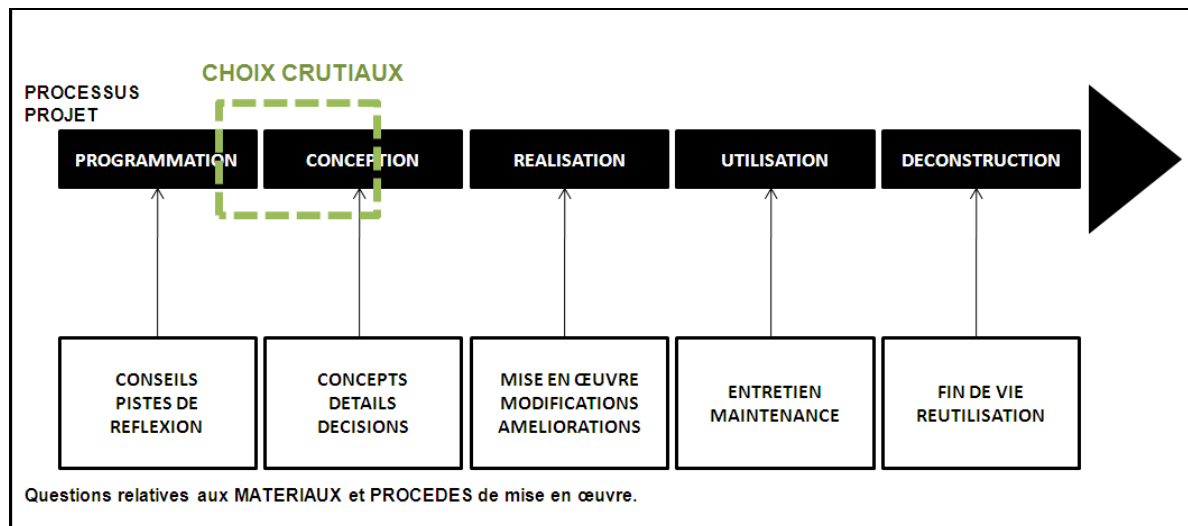 CHOIX CRUTIAUX
PROCESSUS
PROJET
PROGRAMMATION
CONCEPTION
REALISATION
UTILISATION
DECONSTRUCTION
CONSEILS
PISTES DE
REFLEXION
CONCEPTS
DETAILS
DECISIONS
MISE EN ŒUVRE
MODIFICATIONS
AMELIORATIONS
ENTRETIEN
MAINTENANCE
FIN DE VIE
REUTILISATION
Questions relatives aux MATERIAUX et PROCEDES de mise en œuvre.